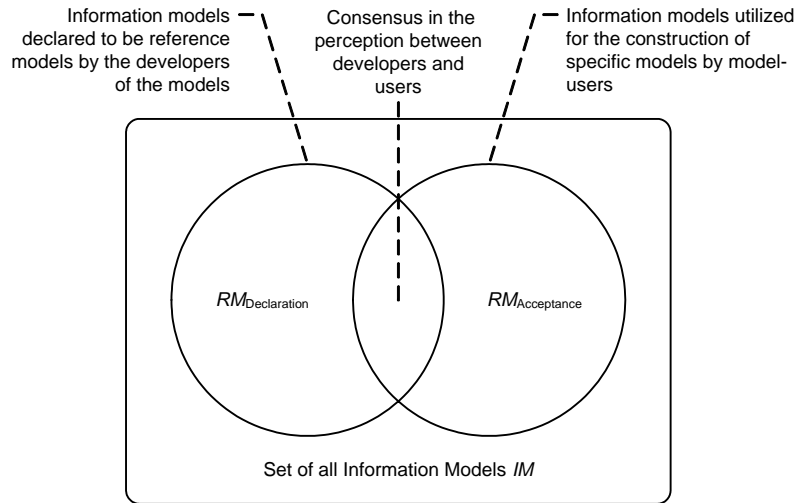 Information models
declared to be reference
models by the developers
of the models
Consensus in the
perception between
developers and
users
Information models utilized
for the construction of
specific models by model-
users
RMDeclaration
RMAcceptance
Set of all Information Models IM